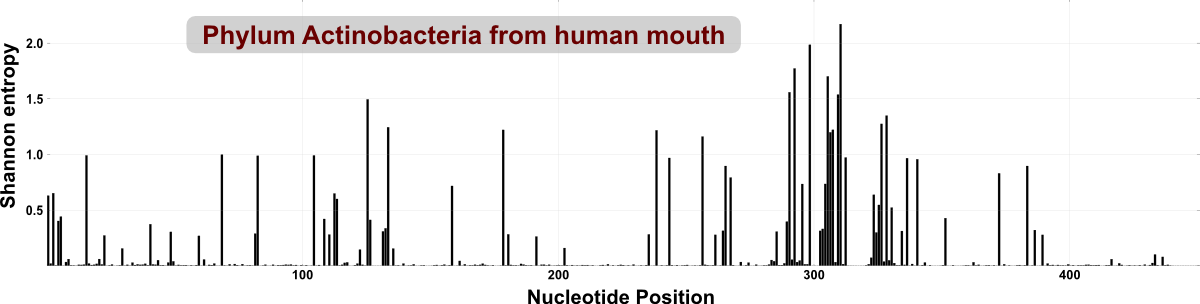 Phylum Actinobacteria from human mouth
Shannon entropy
2.0
1.5
1.0
0.5
100
200
300
400
Nucleotide Position